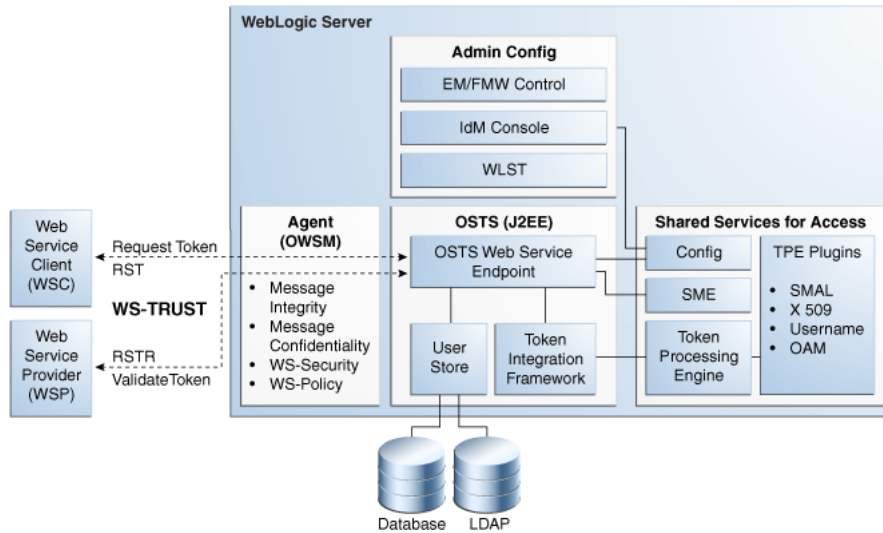 WebLogic Server
Admin Config
EM/FMW Control
IdM Console
WLST
Web
Service
Client
(WSC)
Request Token
RST
WS-TRUST
Web
Service
Provider
(WSP)
RSTR
ValidateToken
Agent
(OWSM)
• Message
Integrity
• Message
Confidentiality
• WS-Security
• WS-Policy
OSTS (J2EE)
OSTS Web Service
Endpoint
User
Store
Token
Integration
Framework
Shared Services for Access
Config
SME
Token
Processing
Engine
TPE Plugins
• SMAL
• X 509
• Username
• OAM
Database
LDAP